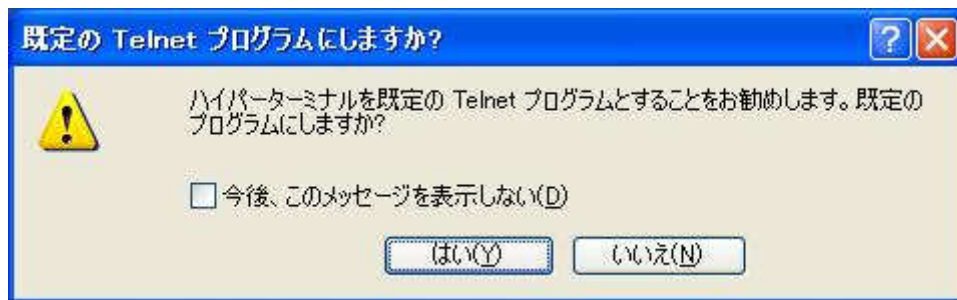 既定の Telnet プログラムにしますか?
ハイパーターミナルを既定の Telnet プログラムとすることをお勧めします。既定の
プログラムにしますか?
今後、このメッセージを表示しない(D)
はい(Y)
いいえ(N)